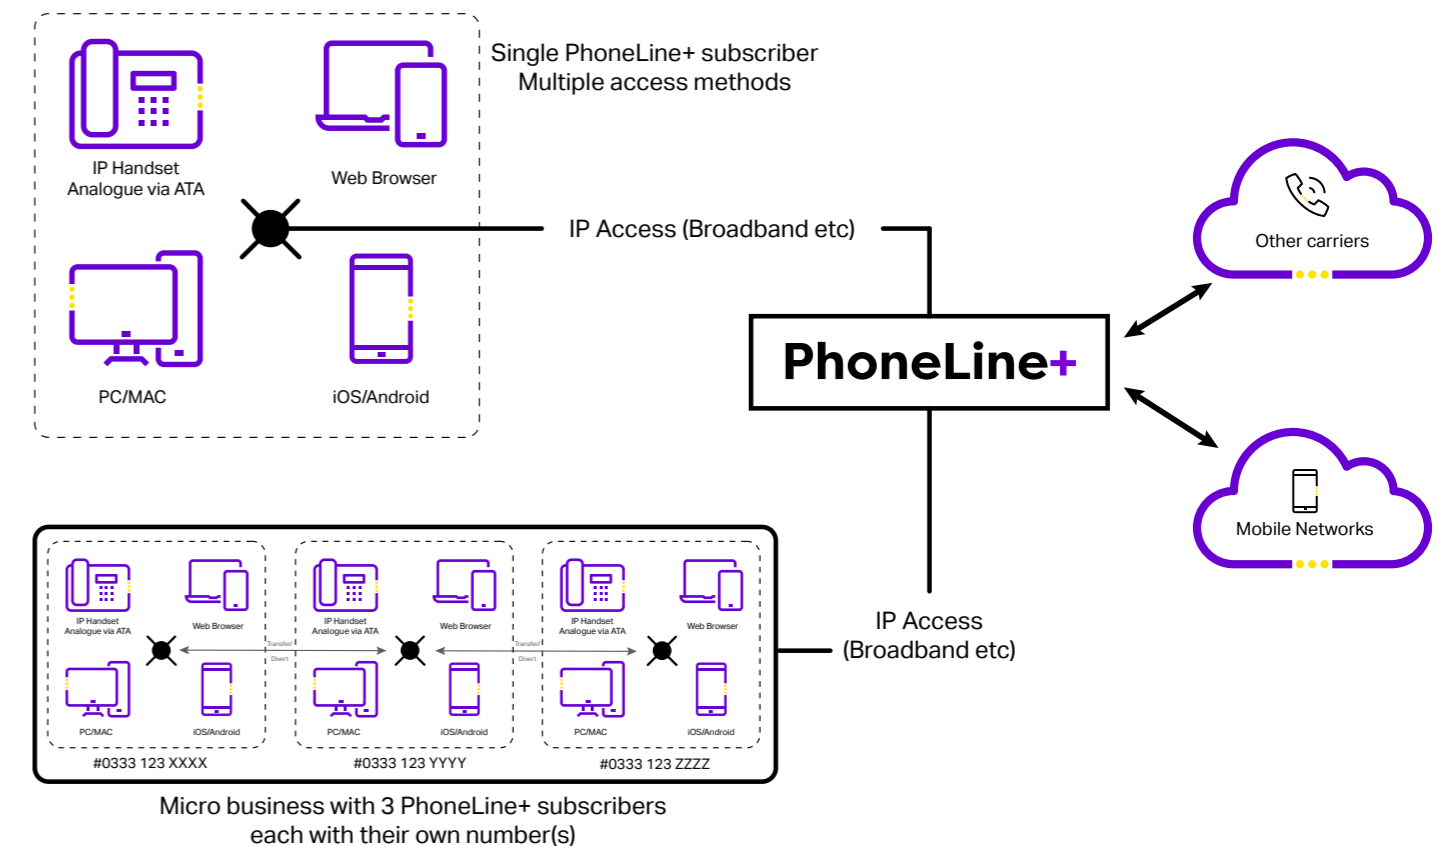 Single PhoneLine+ subscriber
Multiple access methods
IP Handset
Analogue via ATA
Web Browser
PC/MAC
iOS/Android
IP Access (Broadband etc)
PhoneLine+
Other carriers
Mobile Networks
IP Access
(Broadband etc)
IP Handset
Analogue via ATA
Web Browser
PC/MAC
iOS/Android
#0333 123 XXXX
Transfer/
Divert
IP Handset
Analogue via ATA
Web Browser
PC/MAC
iOS/Android
#0333 123 YYYY
Transfer/
Divert
IP Handset
Analogue via ATA
Web Browser
PC/MAC
iOS/Android
#0333 123 ZZZZ
Micro business with 3 PhoneLine+ subscribers
each with their own number(s)